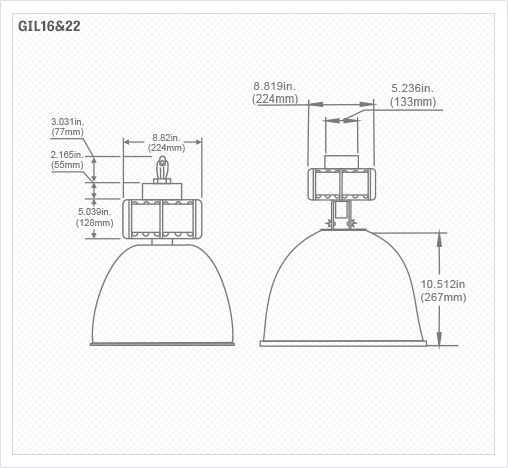 GIL16&22
8.819in.
(224mm)
5.236in.
(133mm)
3.031in.
(77mm)
8.82in.
(224mm)
2.165in.
(55mm)
5.039in.
(128mm)
10.512in
(267mm)